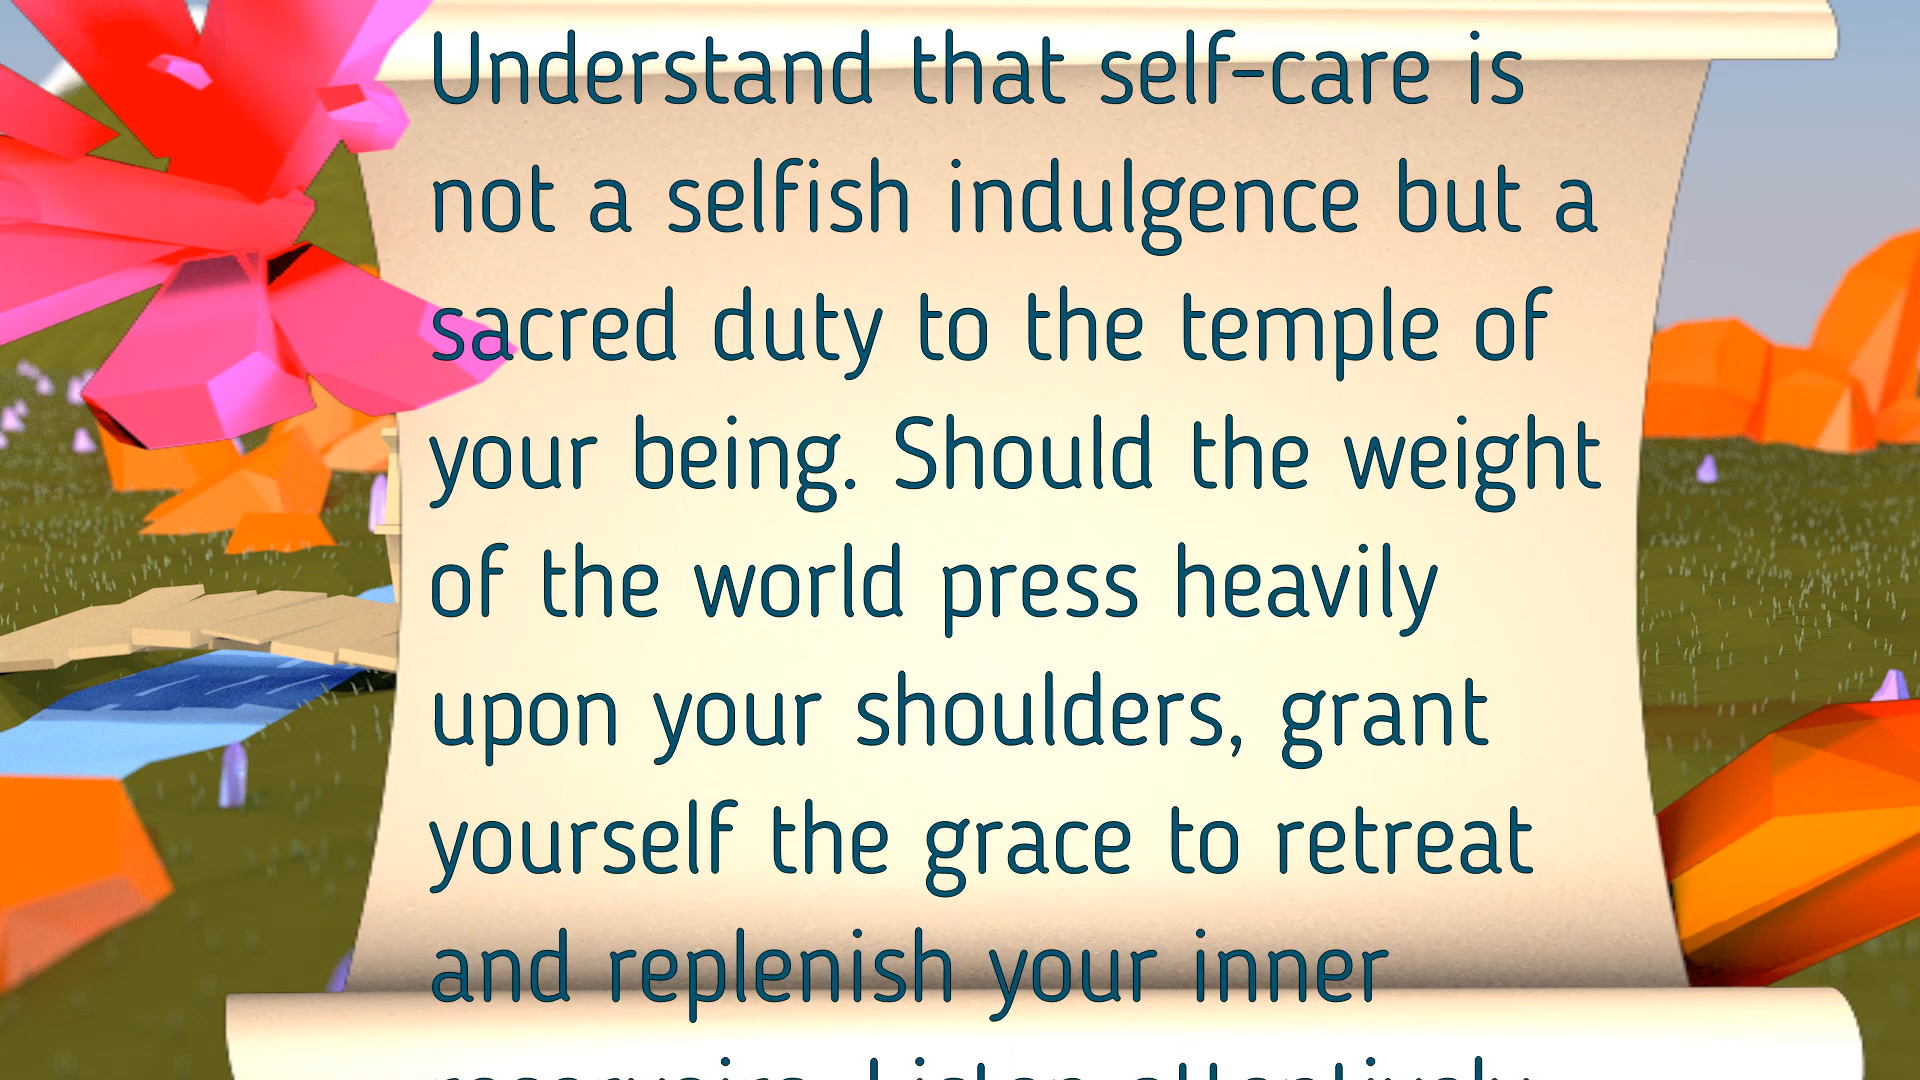 Understand that self-care is
not a selfish indulgence but a
sacred duty to the temple of
your being. Should the weight
of the world press heavily
upon your shoulders, grant
yourself the grace to retreat
and replenish your inner